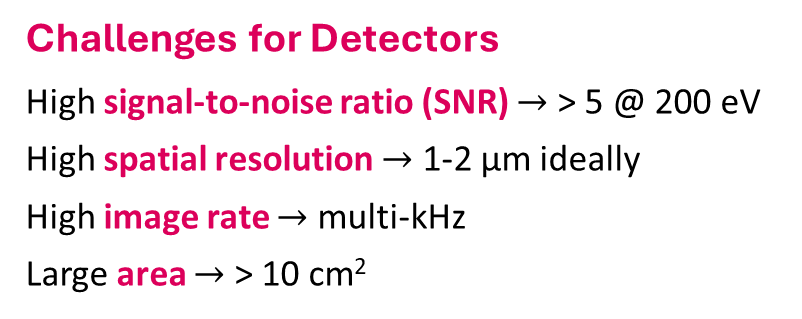 Challenges for Detectors
High signal-to-noise ratio (SNR) → > 5 @ 200 eV
High spatial resolution → 1-2 µm ideally
High image rate → multi-kHz
Large area → > 10 cm²